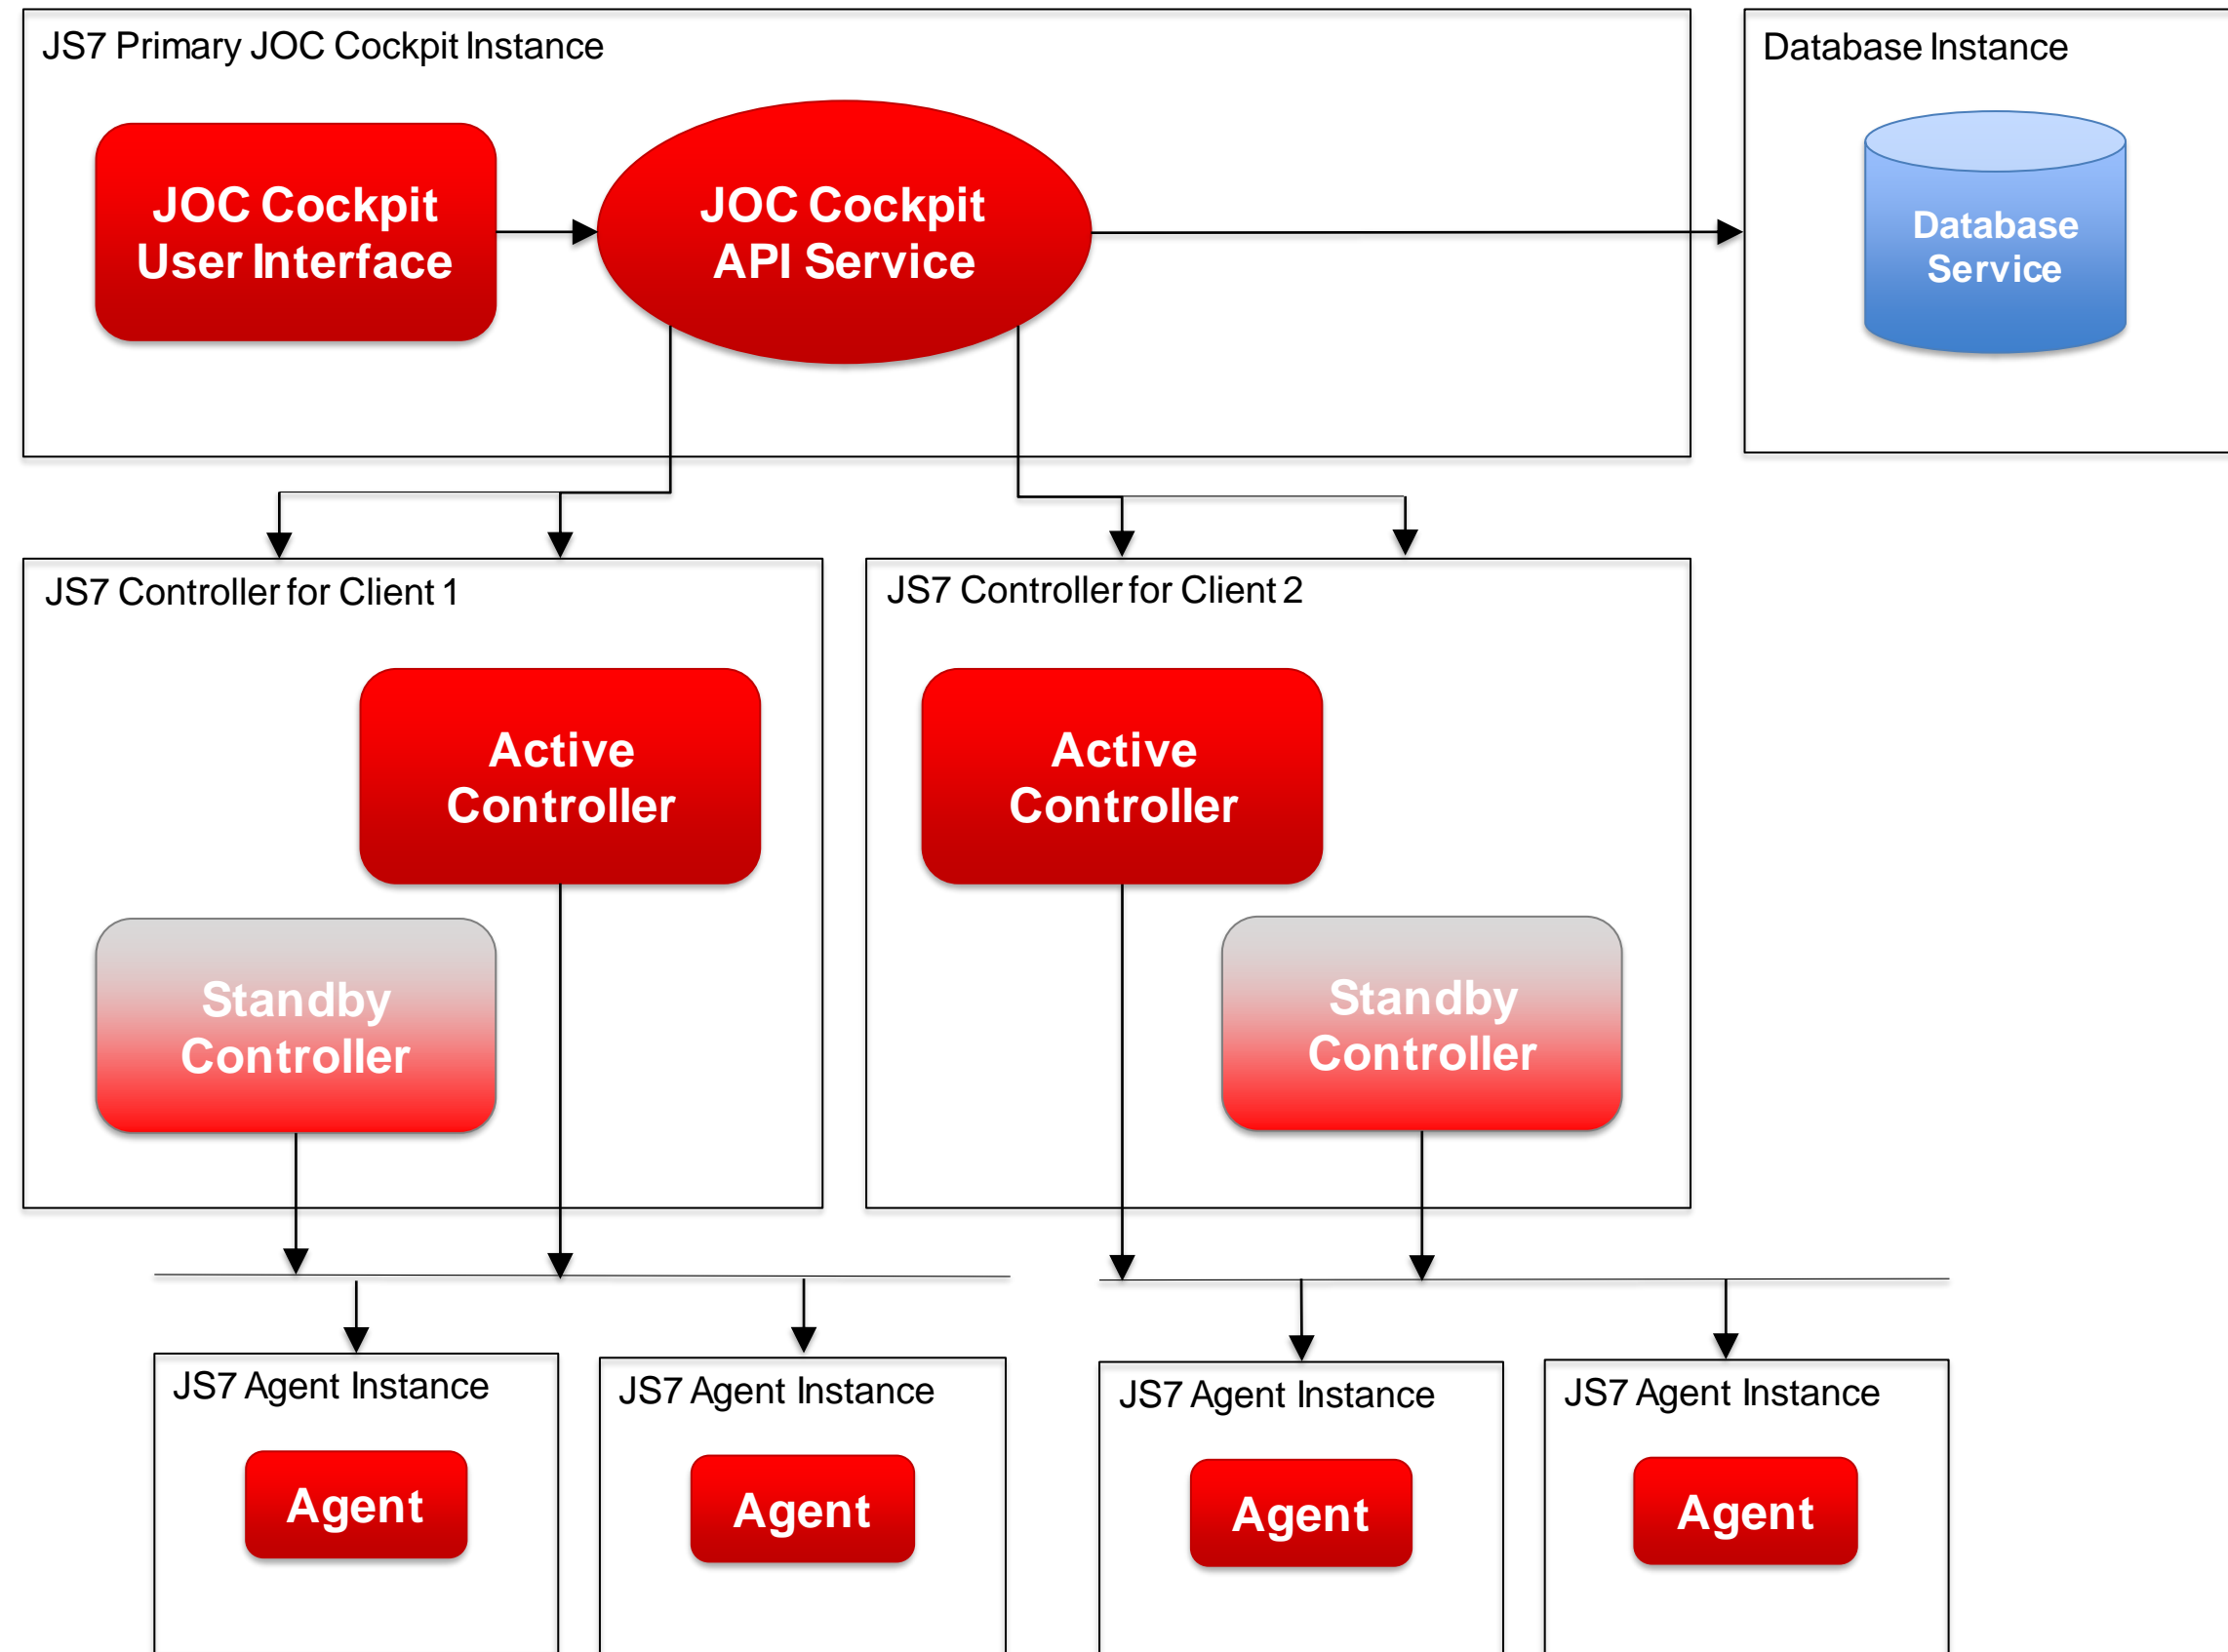 JS7 Primary JOC Cockpit Instance
Database Instance
JOC Cockpit
User Interface
JOC Cockpit
API Service
Database
Service
JS7 Controller for Client 1
JS7 Controller for Client 2
Active
Controller
Active
Controller
Standby
Controller
Standby
Controller
JS7 Agent Instance
JS7 Agent Instance
JS7 Agent Instance
JS7 Agent Instance
Agent
Agent
Agent
Agent